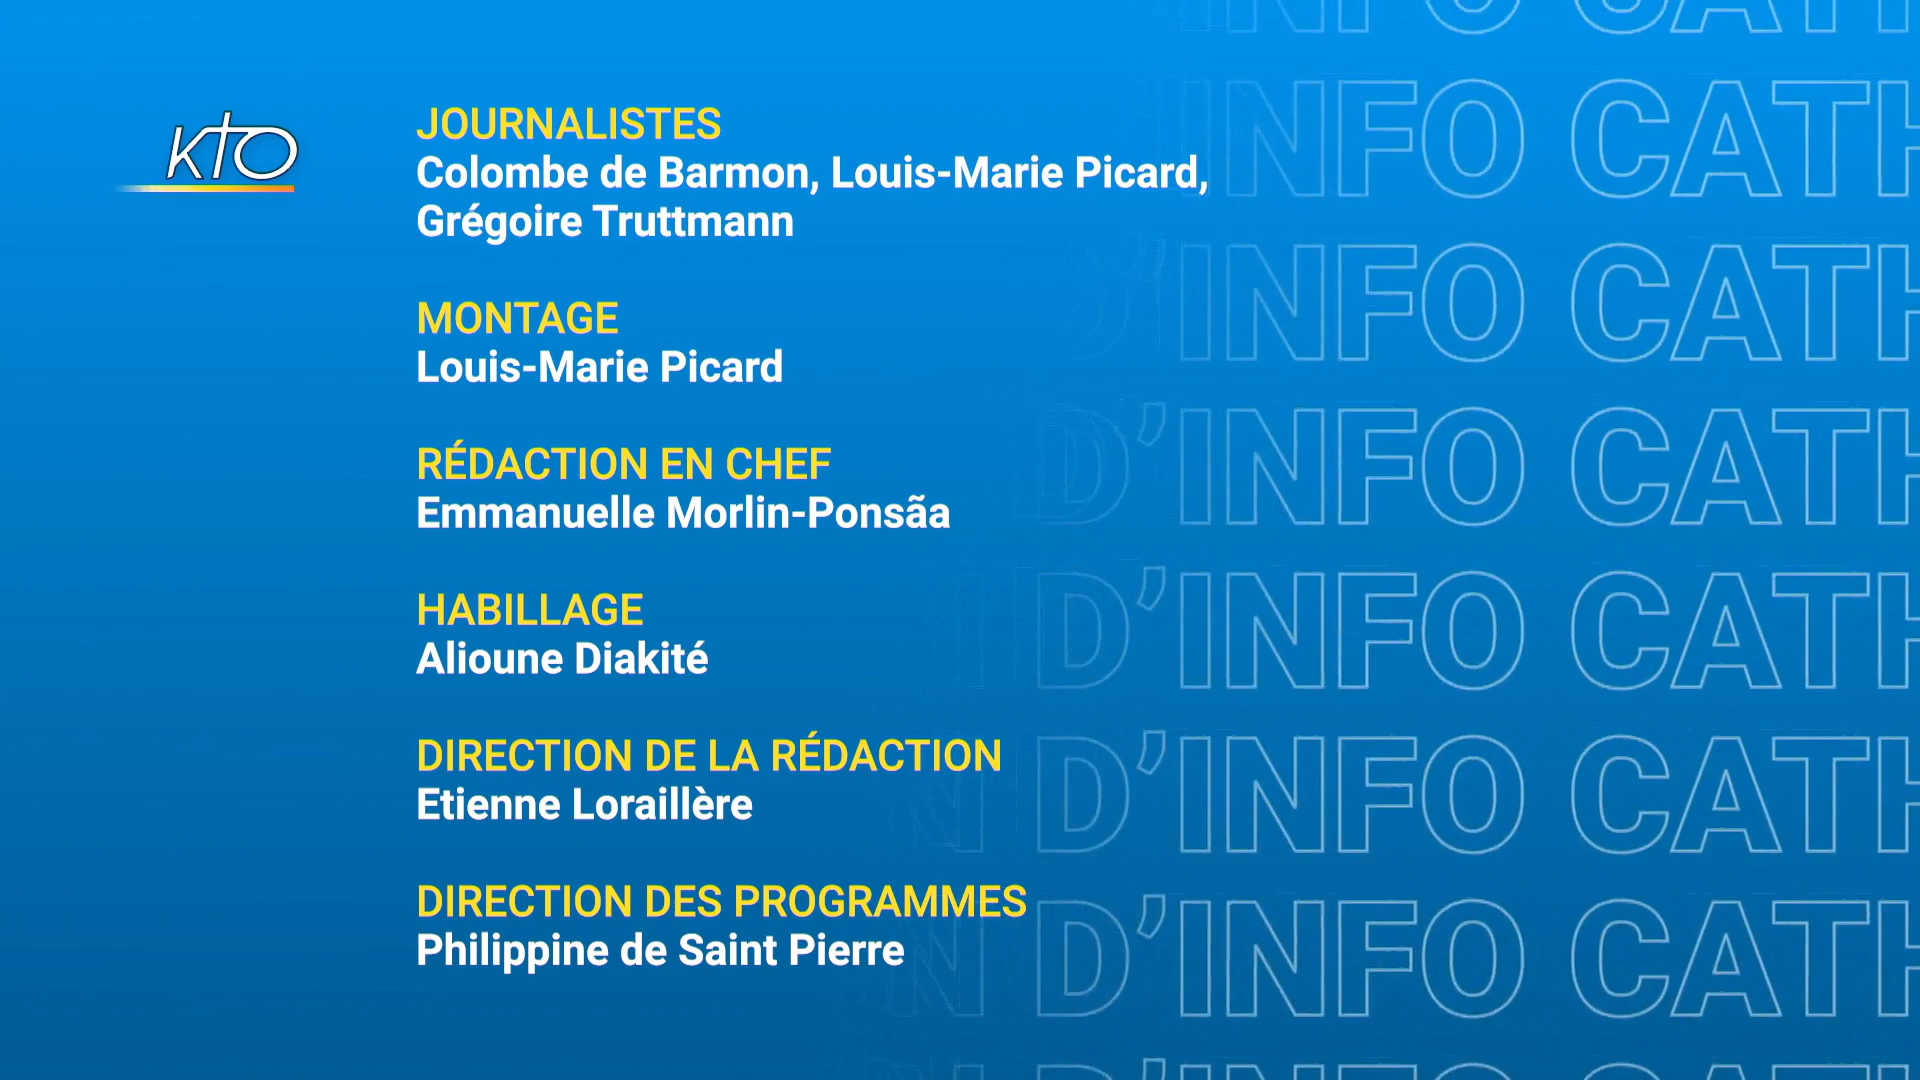 KTO
JOURNALISTES
Colombe de Barmon, Louis-Marie Picard,
Grégoire Truttmann
MONTAGE
Louis-Marie Picard
RÉDACTION EN CHEF
Emmanuelle Morlin-Ponsãa
HABILLAGE
Alioune Diakité
DIRECTION DE LA RÉDACTION
Etienne Loraillère
DIRECTION DES PROGRAMMES
Philippine de Saint Pierre
INFO CATH
D'INFO CATH
D'INFO CATH
D'INFO CATH
N D'INFO CATH
N D'INFO CATH